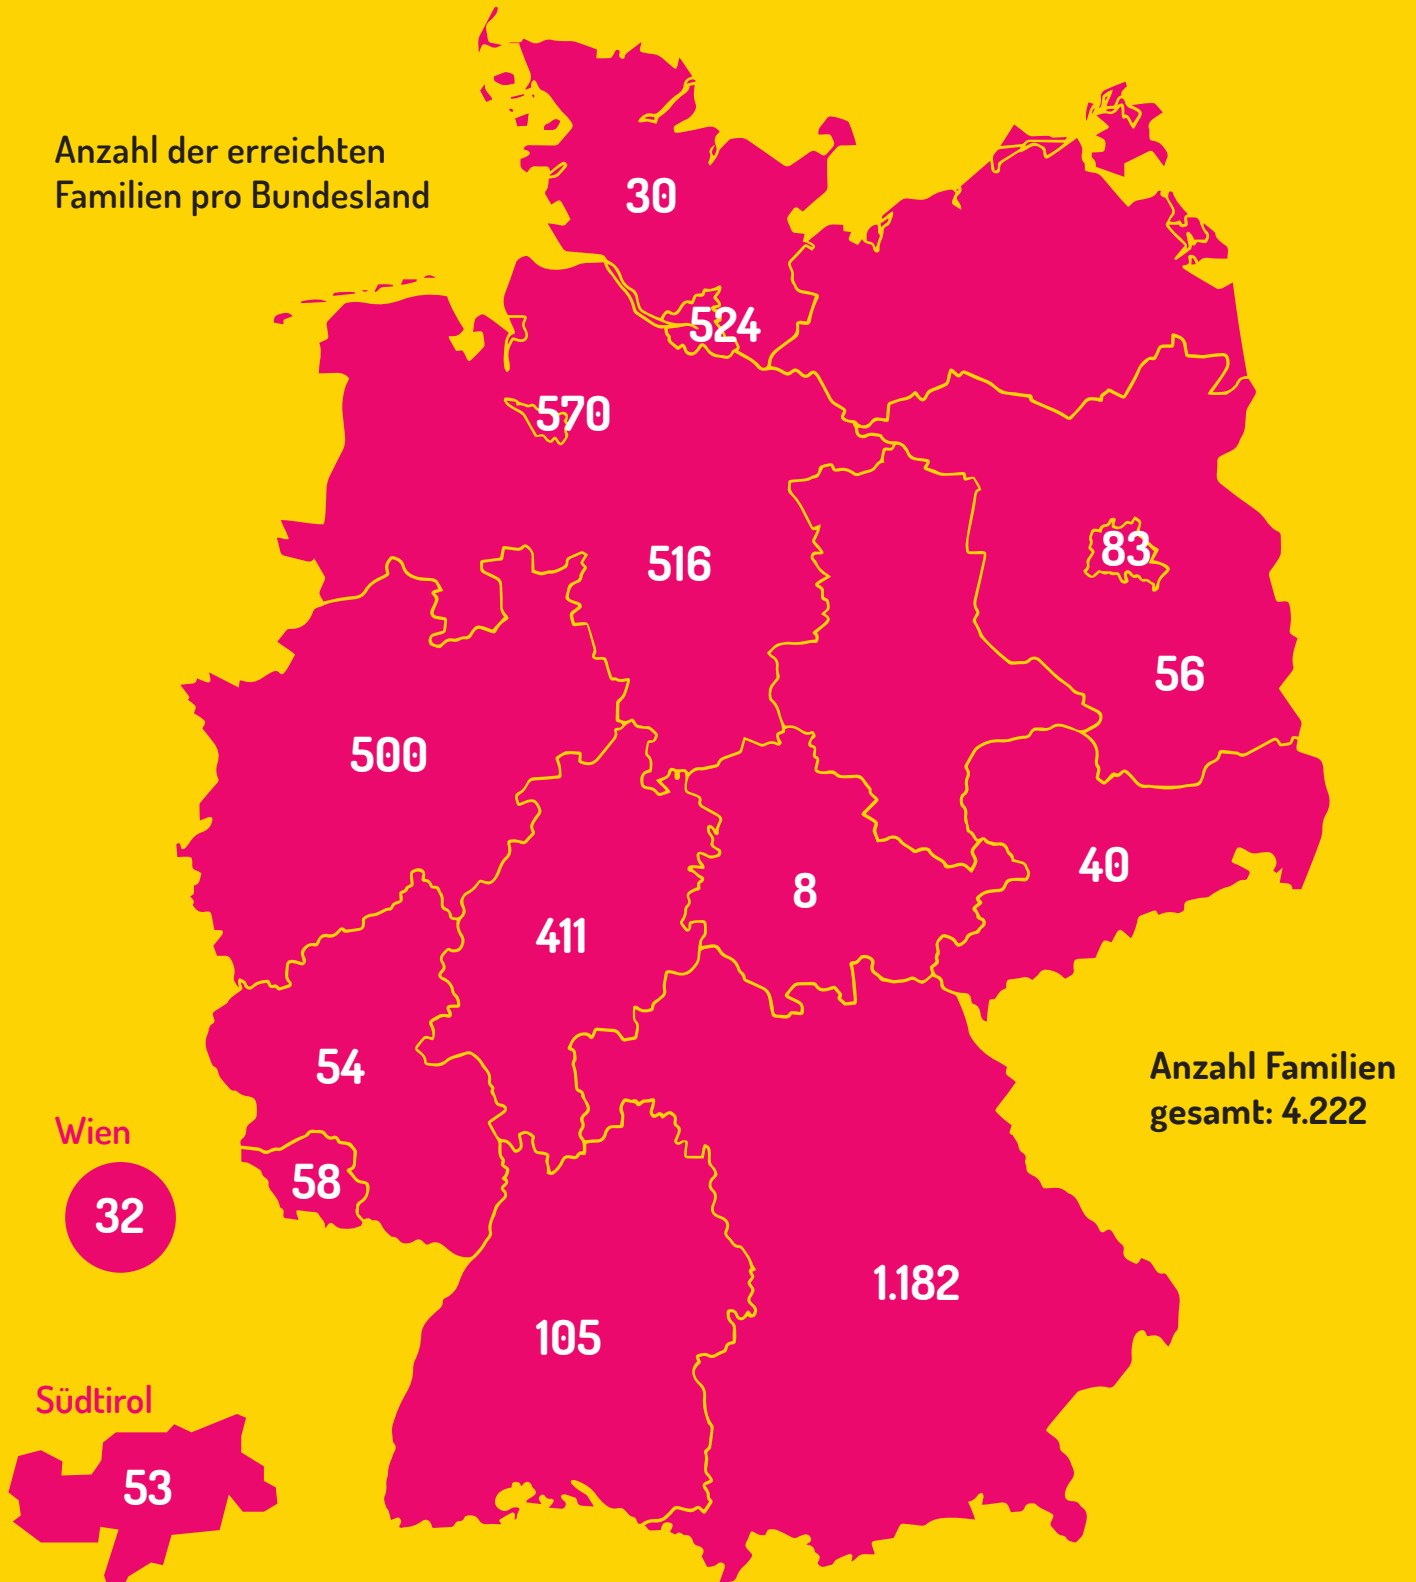 Anzahl der erreichten
Familien pro Bundesland
30
524
570
516
83
56
500
40
8
411
54
Anzahl Familien
gesamt: 4.222
Wien
58
32
1.182
105
Südtirol
53